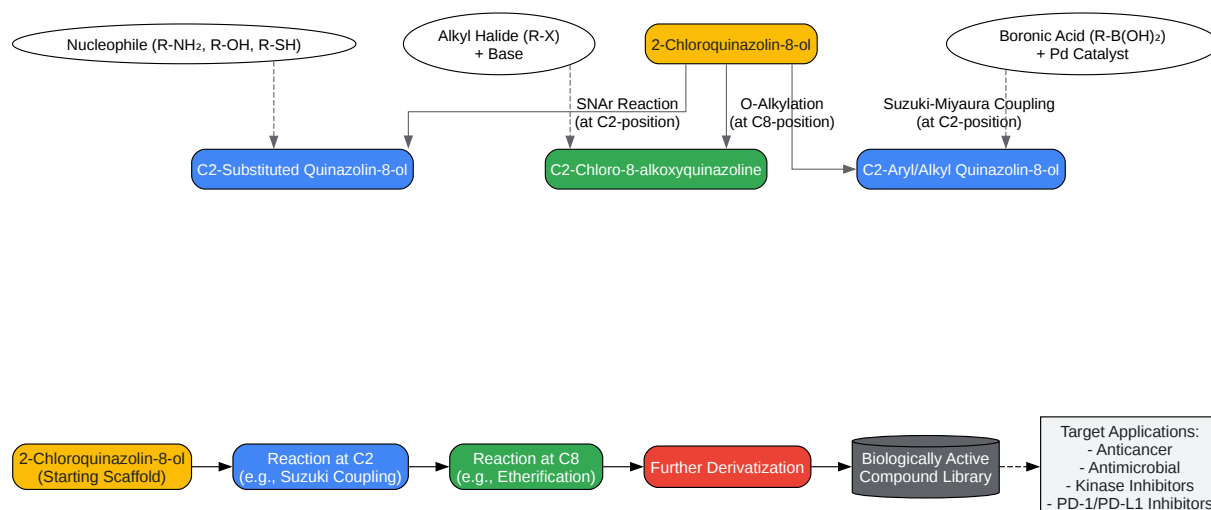 Nucleophile (R-NH₂, R-OH, R-SH)
Alkyl Halide (R-X)
+ Base
2-Chloroquinazolin-8-ol
Boronic Acid (R-B(OH)₂)
+ Pd Catalyst
SNAr Reaction
(at C2-position)
O-Alkylation
(at C8-position)
Suzuki-Miyaura Coupling
(at C2-position)
C2-Substituted Quinazolin-8-ol
C2-Chloro-8-alkoxyquinazoline
C2-Aryl/Alkyl Quinazolin-8-ol
2-Chloroquinazolin-8-ol
(Starting Scaffold)
Reaction at C2
(e.g., Suzuki Coupling)
Reaction at C8
(e.g., Etherification)
Further Derivatization
Biologically Active
Compound Library
Target Applications:
- Anticancer
- Antimicrobial
- Kinase Inhibitors
- PD-1/PD-L1 Inhibitors